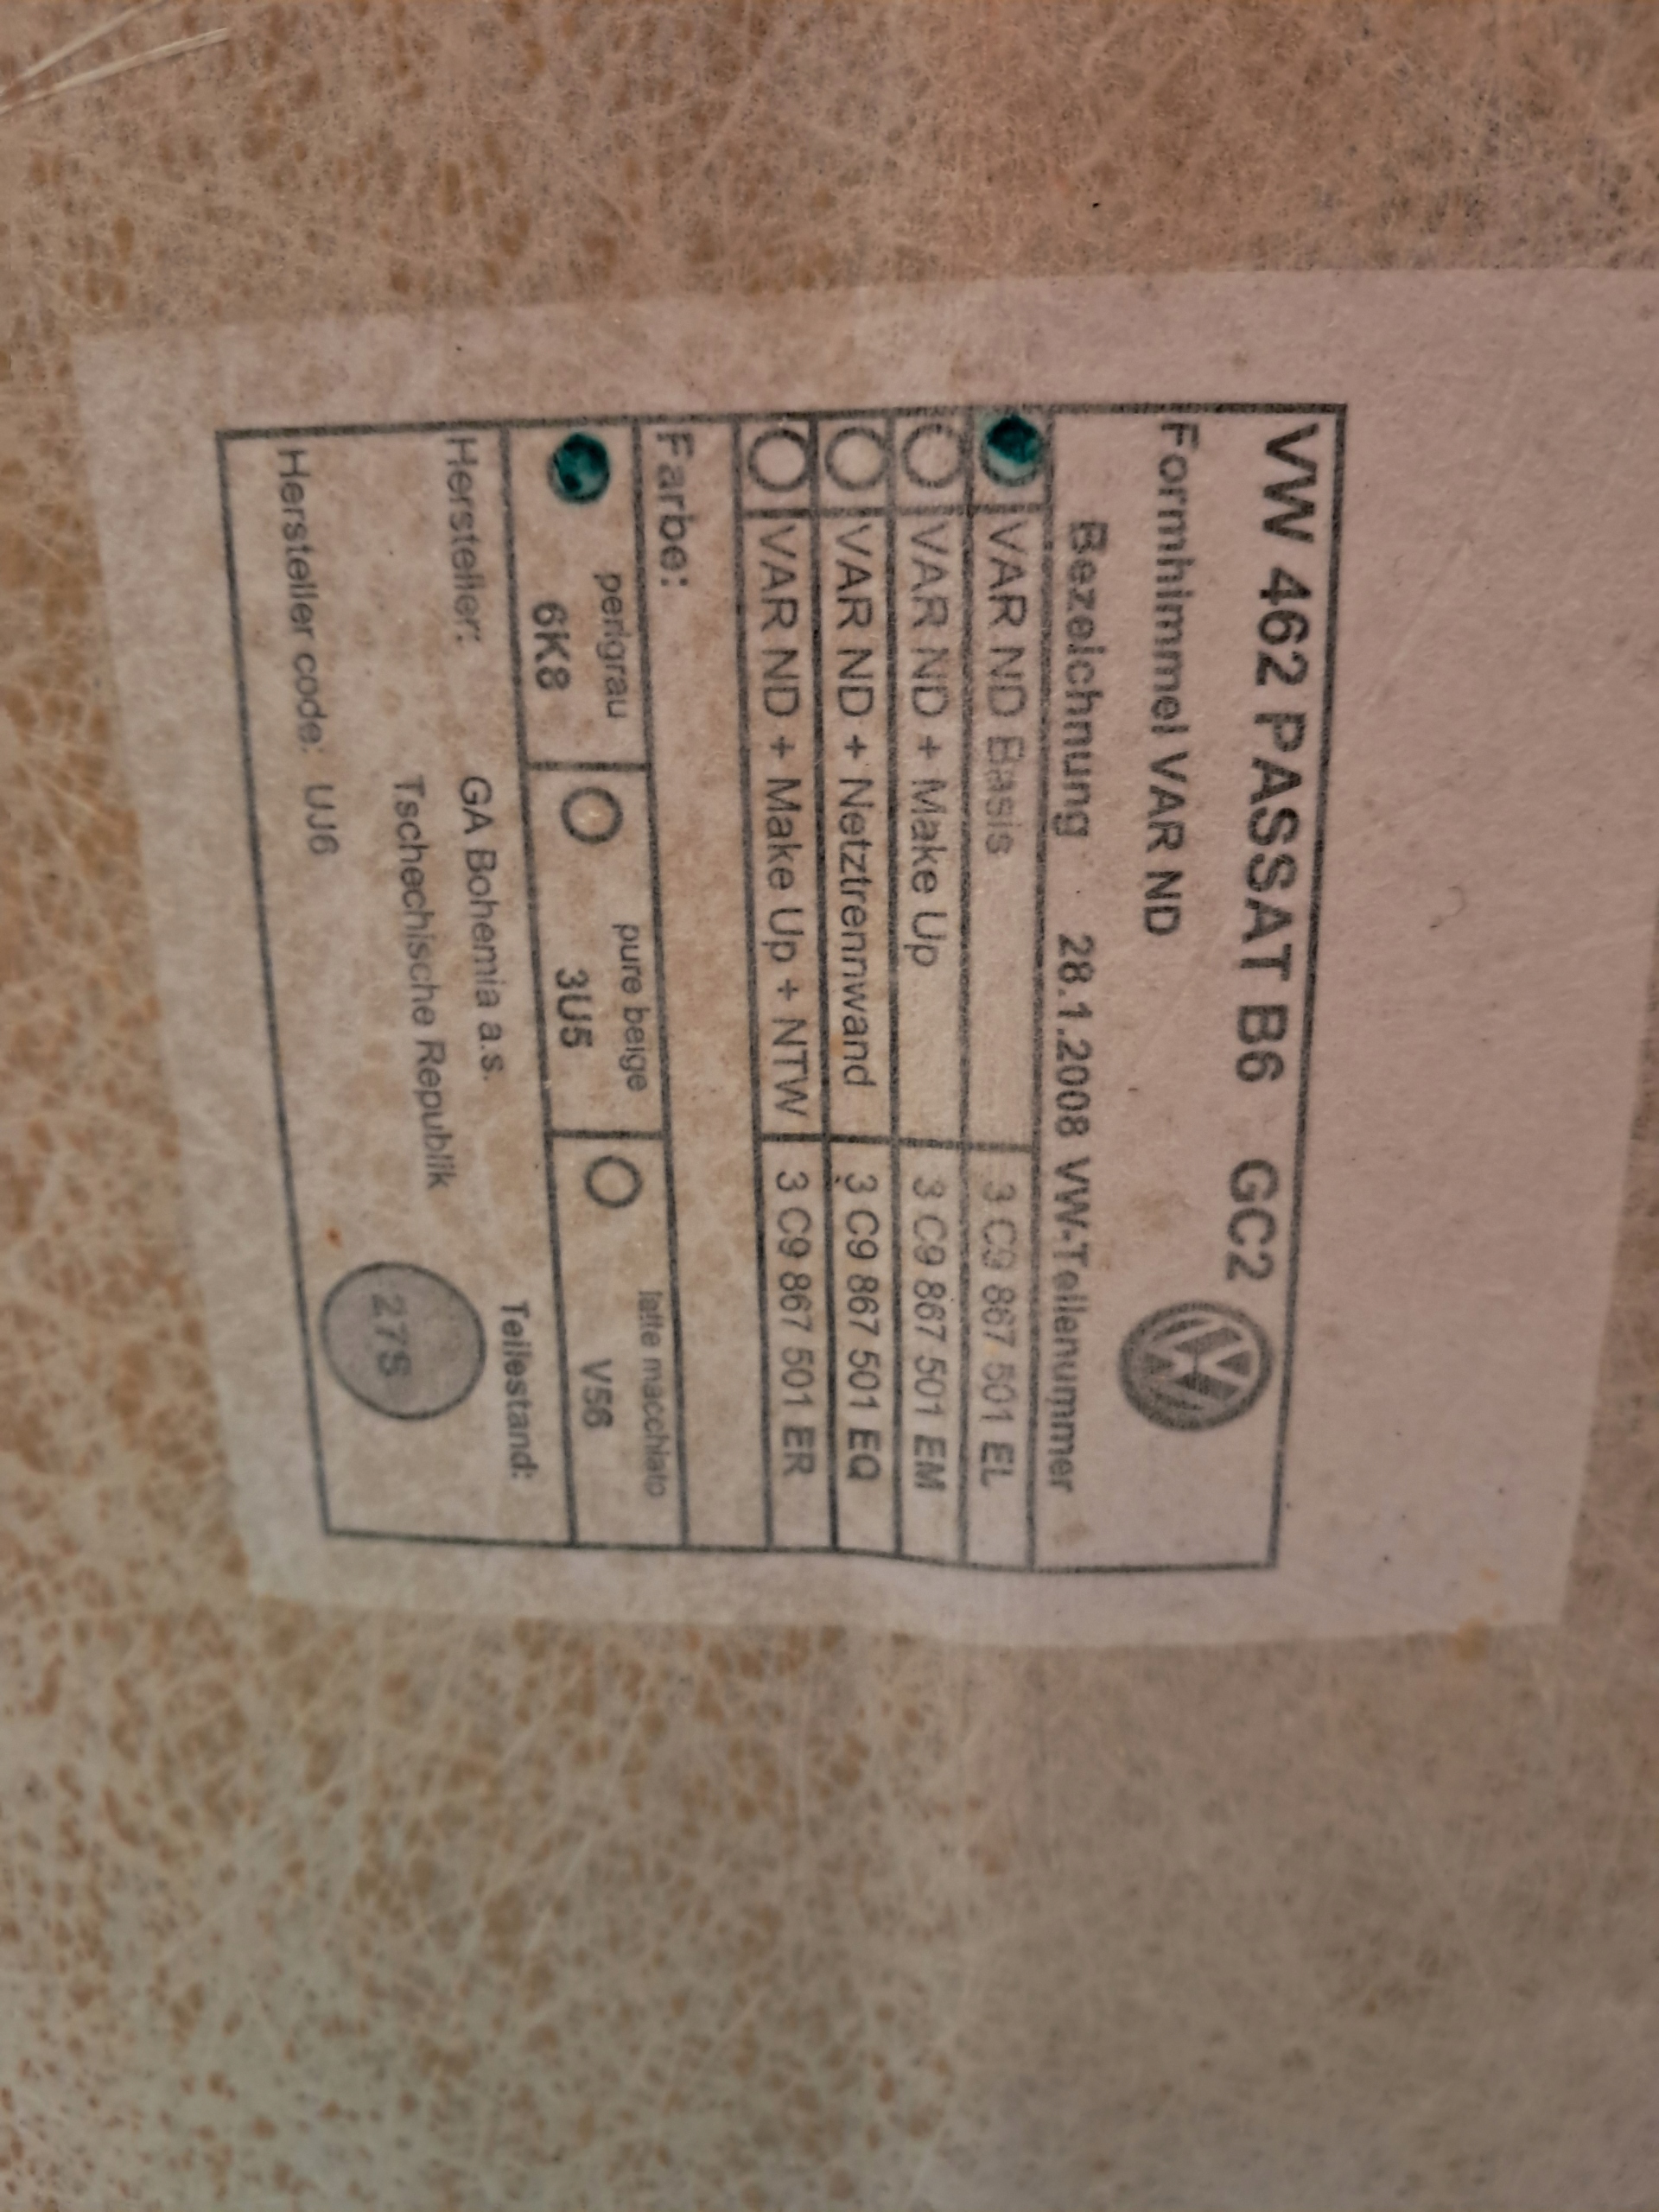 VW 462 PASSAT B6 GC2
Formhimmel VAR ND
Bezeichnung 28.1.2008 VW-Teilenummer
VAR ND Basis 3 C9 867 501 EL
VAR ND + Make Up 3 C9 867 501 EM
VAR ND + Netztrennwand 3 C9 867 501 EQ
VAR ND + Make Up + NTW 3 C9 867 501 ER
Farbe:
perlgrau pure beige latte macchiato
6K8 3U5 V56
Hersteller: GA Bohemia a.s. Teilestand:
Tschechische Republik
27S
Hersteller code: UJ6